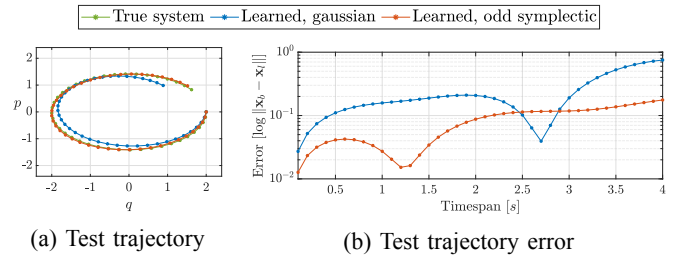 True system Learned, gaussian Learned, odd symplectic
2
1
0
-1
-2
p
-2 -1 0 1 2
q
10^0
10^-1
10^-2
Error [log ‖x_b − x_l‖]
0.5 1 1.5 2 2.5 3 3.5 4
Timespan [s]
(a) Test trajectory
(b) Test trajectory error